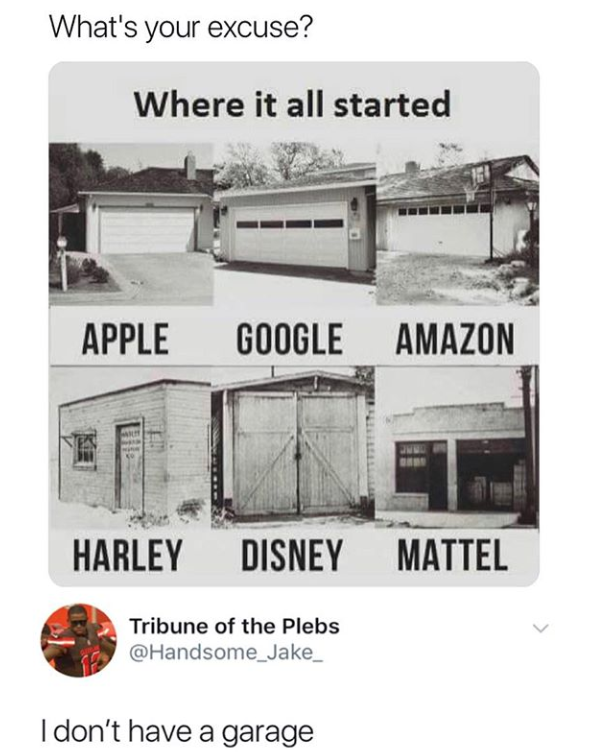 What's your excuse?
Where it all started
APPLE GOOGLE AMAZON
HARLEY DISNEY MATTEL
Tribune of the Plebs
@Handsome_Jake_
I don't have a garage